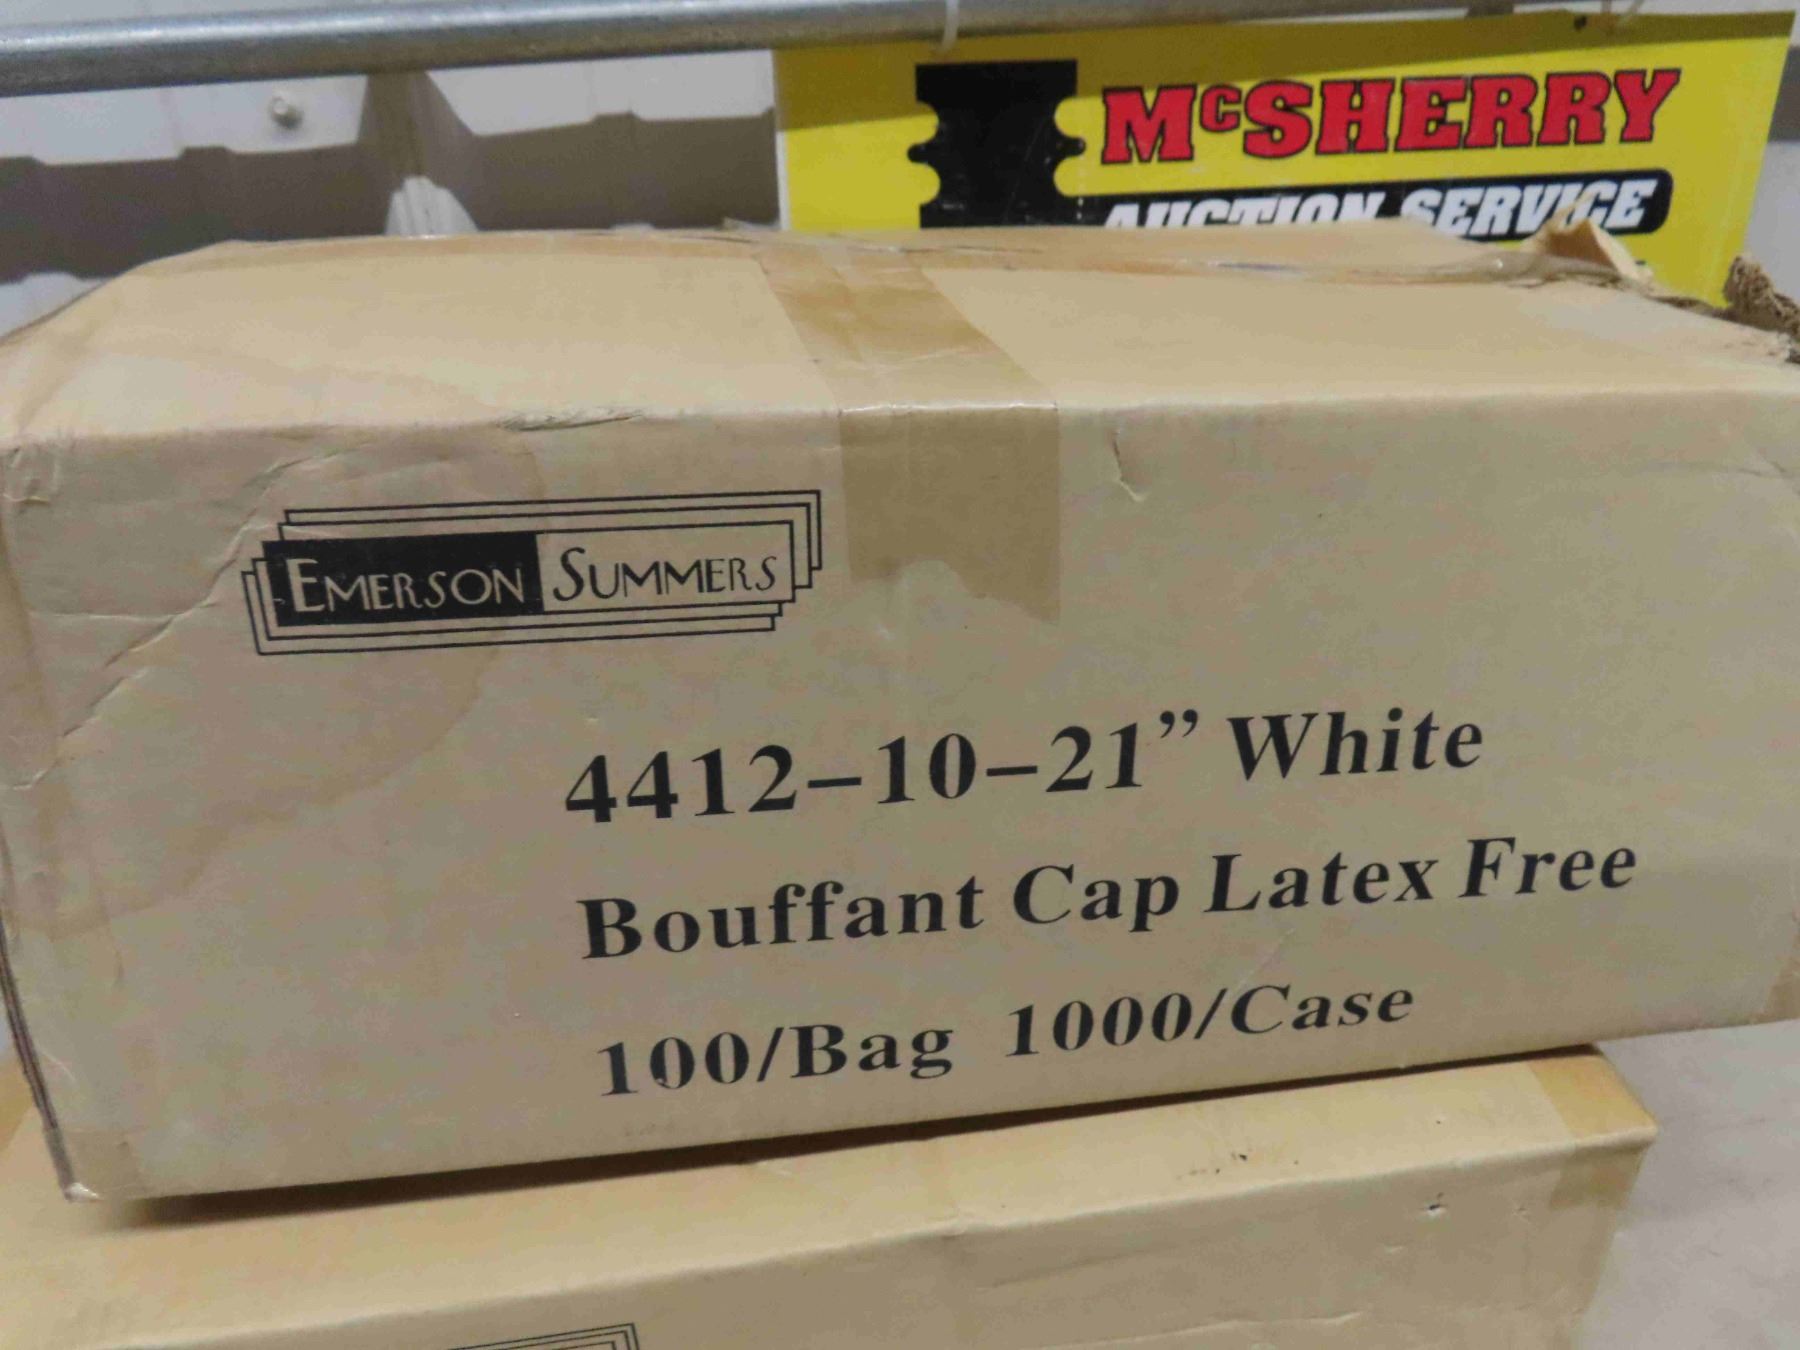 McSHERRY
AUCTION SERVICE
EMERSON SUMMERS
4412-10-21” White
Bouffant Cap Latex Free
100/Bag 1000/Case